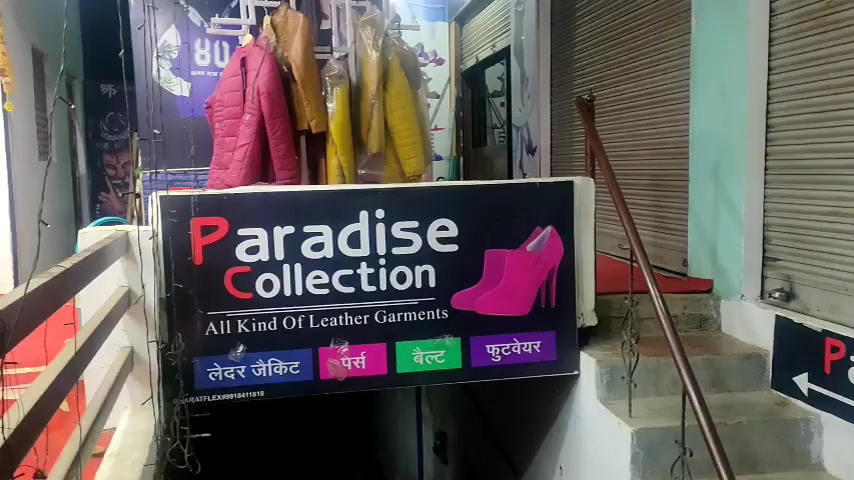 Paradise
Collection
All Kind Of Leather Garments
लेदर जैकिट
पर्स
बैल्ट
फुटवेयर
BHARATFLEX#9918411818